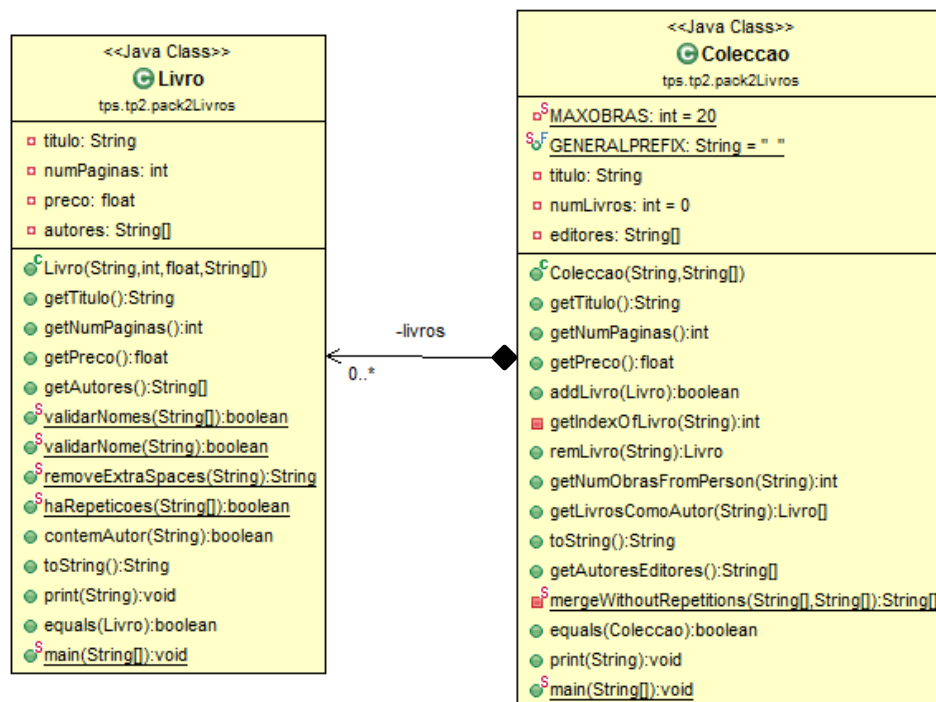 <<Java Class>>
C Livro
tps.tp2.pack2Livros
titulo: String
numPaginas: int
preco: float
autores: String[]
C Livro(String,int,float,String[])
getTitulo():String
getNumPaginas():int
getPreco():float
getAutores():String[]
S validarNomes(String[]):boolean
S validarNome(String):boolean
S removeExtraSpaces(String):String
S haRepeticoes(String[]):boolean
contemAutor(String):boolean
toString():String
print(String):void
equals(Livro):boolean
S main(String[]):void
-livros
0..*
<<Java Class>>
C Coleccao
tps.tp2.pack2Livros
S MAXOBRAS: int = 20
S F GENERALPREFIX: String = "  "
titulo: String
numLivros: int = 0
editores: String[]
C Coleccao(String,String[])
getTitulo():String
getNumPaginas():int
getPreco():float
addLivro(Livro):boolean
getIndexOfLivro(String):int
remLivro(String):Livro
getNumObrasFromPerson(String):int
getLivrosComoAutor(String):Livro[]
toString():String
getAutoresEditores():String[]
S mergeWithoutRepetitions(String[],String[]):String[]
equals(Coleccao):boolean
print(String):void
S main(String[]):void